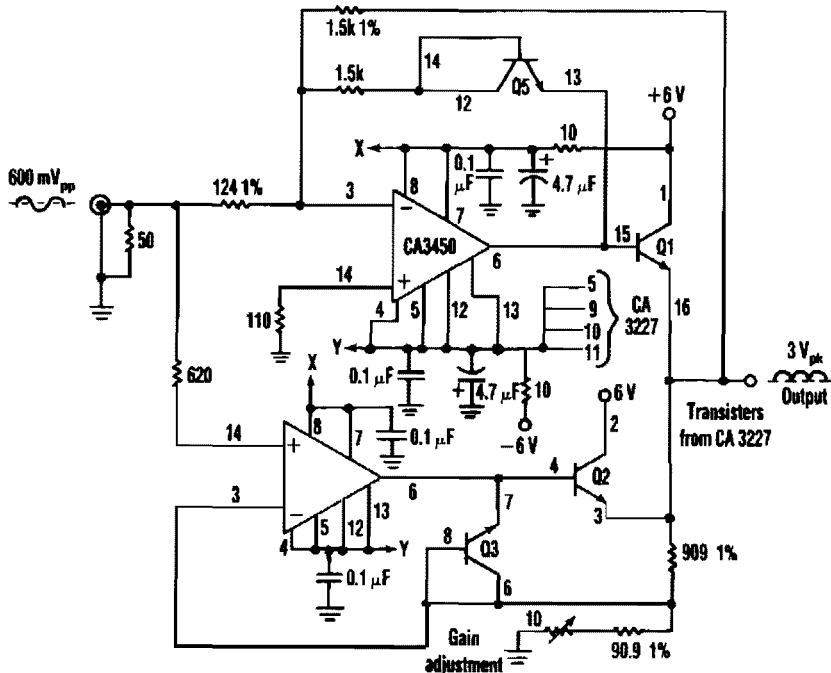 1.5k 1%
1.5k
14
12
Q5
13
+6 V
X
10
0.1
µF
+
4.7 µF
1
600 mVpp
124 1%
3
8
7
−
CA3450
6
15
Q1
50
14
+
4
5
12
13
5
9
10
11
CA
3227
16
110
Y
0.1 µF
+
4.7 µF
10
−6 V
3 Vpk
Output
Transisters
from CA 3227
620
X
8
7
0.1 µF
6 V
2
14
+
6
4
Q2
3
−
13
12
5
4
Y
0.1 µF
7
8
Q3
6
3
909 1%
10
90.9 1%
Gain
adjustment